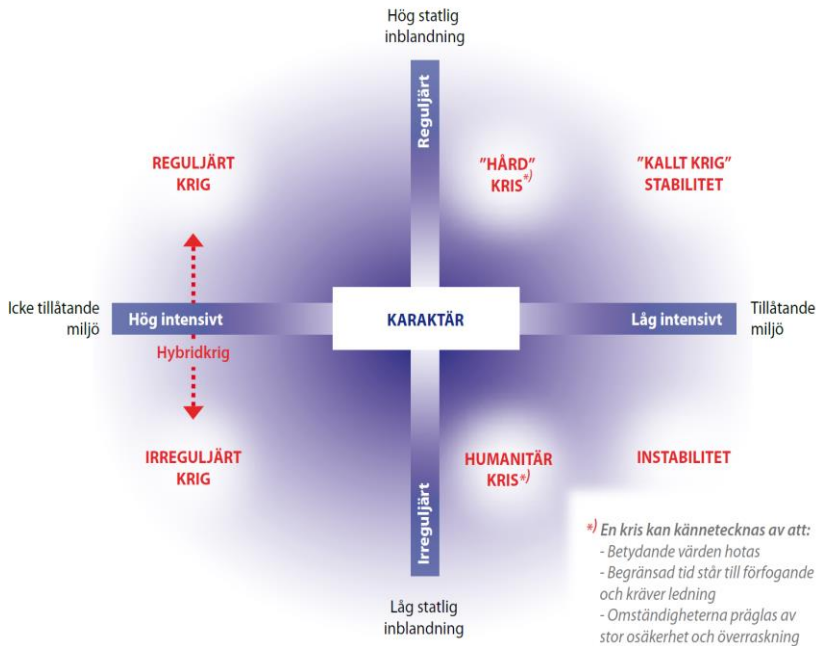 Hög statlig
inblandning
Reguljärt
REGULJÄRT
KRIG
"HÅRD"
KRIS*)
"KALLT KRIG"
STABILITET
Icke tillåtande
miljö
Hög intensivt
KARAKTÄR
Låg intensivt
Tillåtande
miljö
Hybridkrig
IRREGULJÄRT
KRIG
HUMANITÄR
KRIS*)
INSTABILITET
Irreguljärt
Låg statlig
inblandning
*) En kris kan kännetecknas av att:
- Betydande värden hotas
- Begränsad tid står till förfogande
och kräver ledning
- Omständigheterna präglas av
stor osäkerhet och överraskning